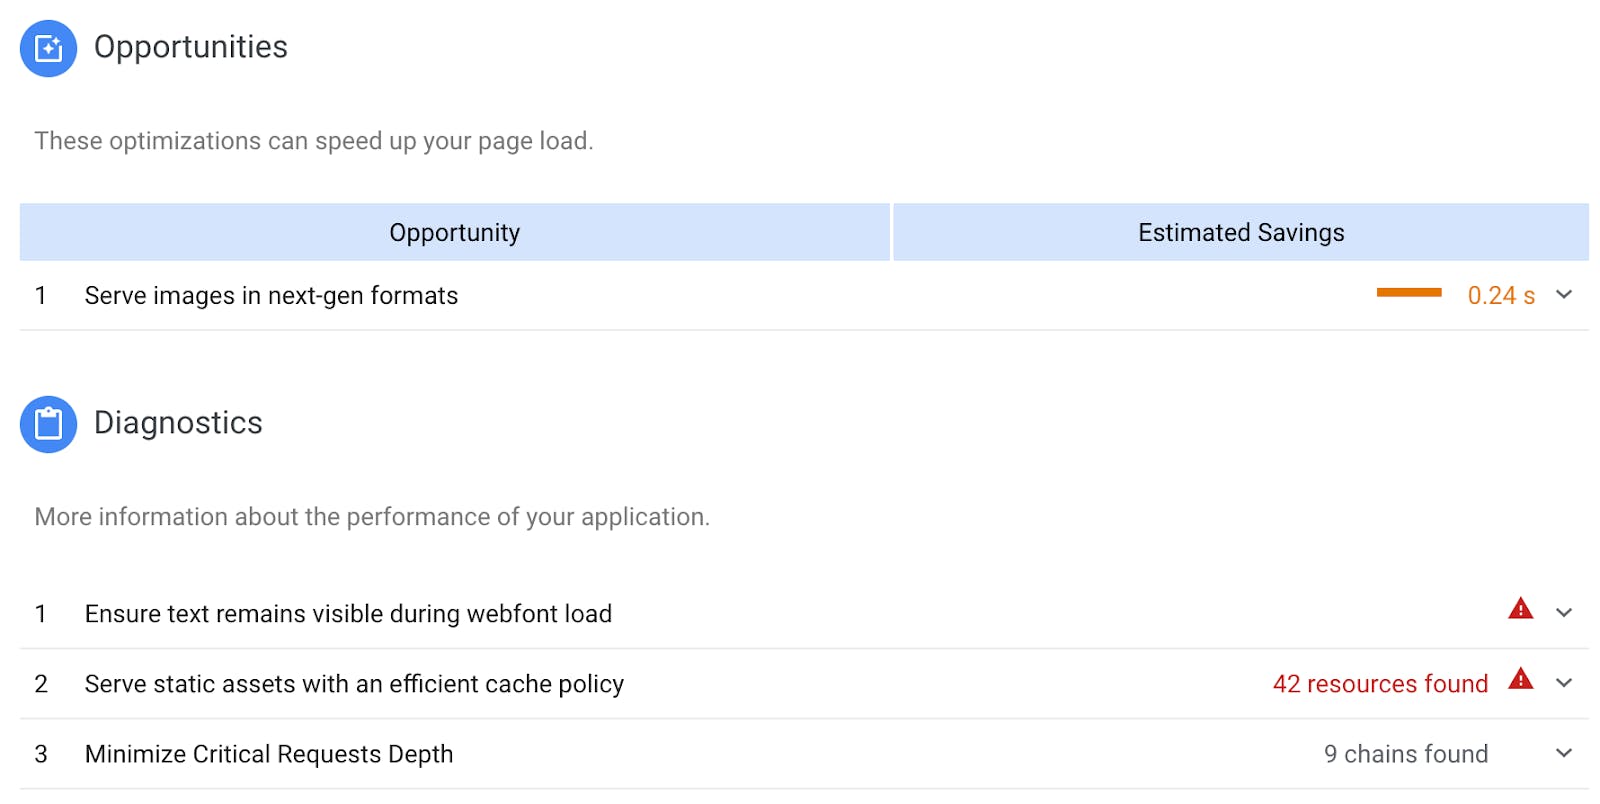 Opportunities
These optimizations can speed up your page load.
Opportunity Estimated Savings
1 Serve images in next-gen formats 0.24 s
Diagnostics
More information about the performance of your application.
1 Ensure text remains visible during webfont load
2 Serve static assets with an efficient cache policy 42 resources found
3 Minimize Critical Requests Depth 9 chains found